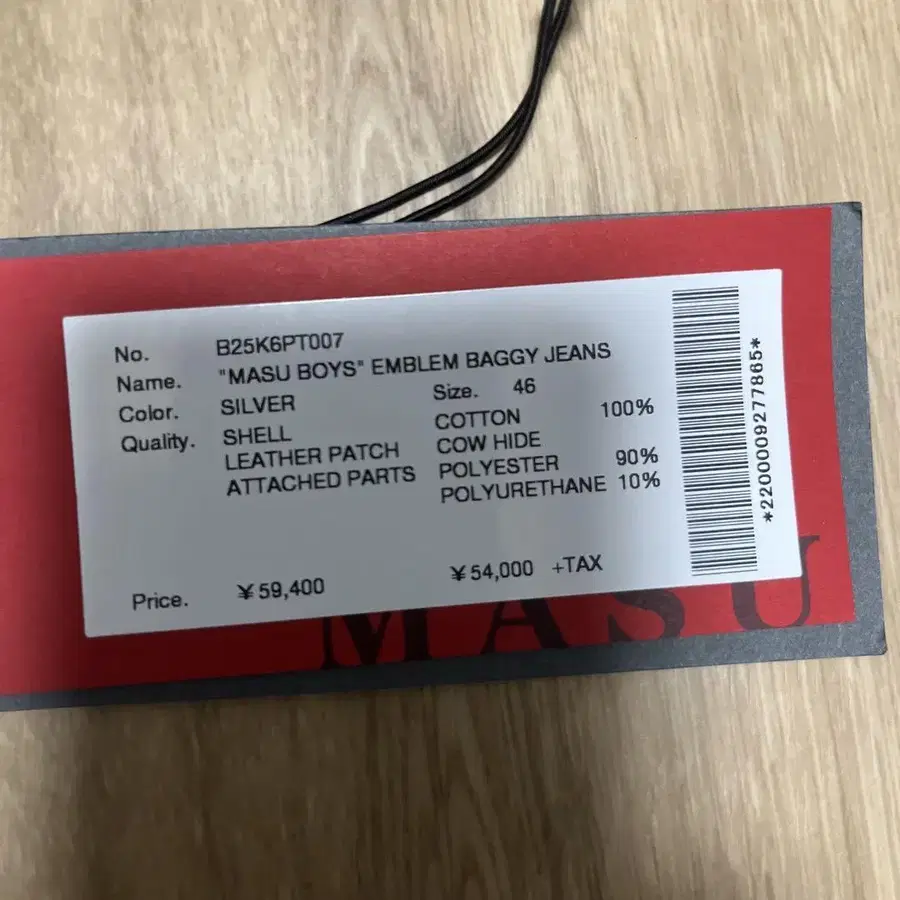 No. B25K6PT007
Name. "MASU BOYS" EMBLEM BAGGY JEANS
Color. SILVER Size. 46
Quality. SHELL COTTON 100%
LEATHER PATCH COW HIDE
ATTACHED PARTS POLYESTER 90%
POLYURETHANE 10%
Price. ¥59,400 ¥54,000 +TAX
*2200009277865*
MASU